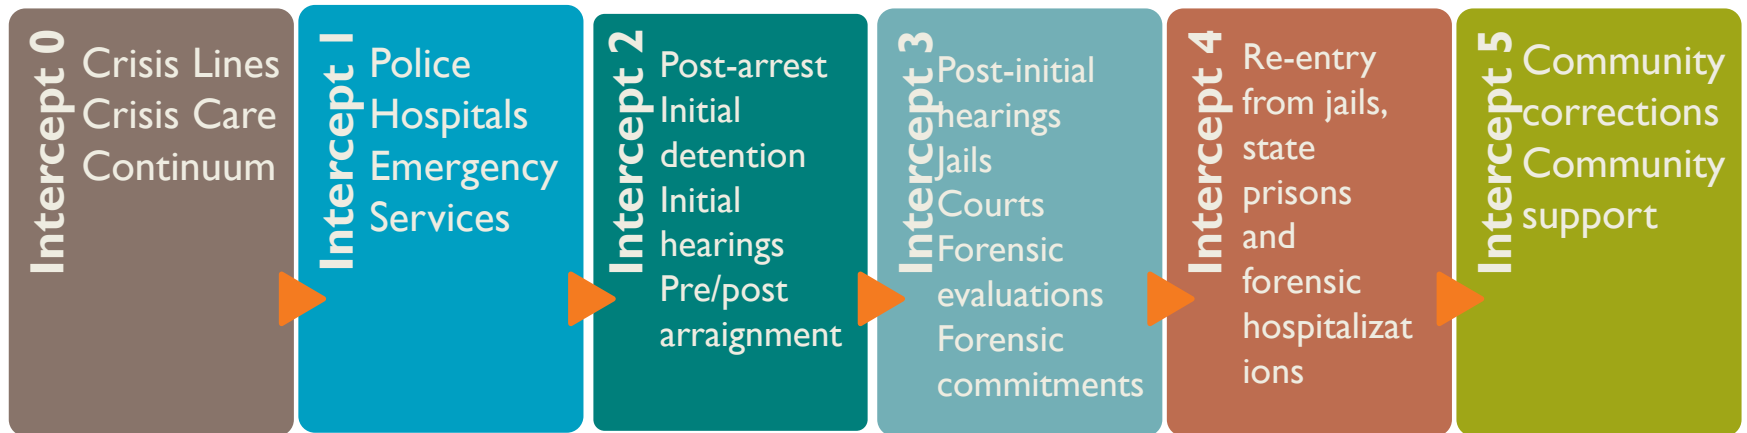 Intercept 0
Crisis Lines
Crisis Care
Continuum
Intercept 1
Police
Hospitals
Emergency
Services
Intercept 2
Post-arrest
Initial
detention
Initial
hearings
Pre/post
arraignment
Intercept 3
Post-initial
hearings
Jails
Courts
Forensic
evaluations
Forensic
commitments
Intercept 4
Re-entry
from jails,
state
prisons
and
forensic
hospitalizat
ions
Intercept 5
Community
corrections
Community
support